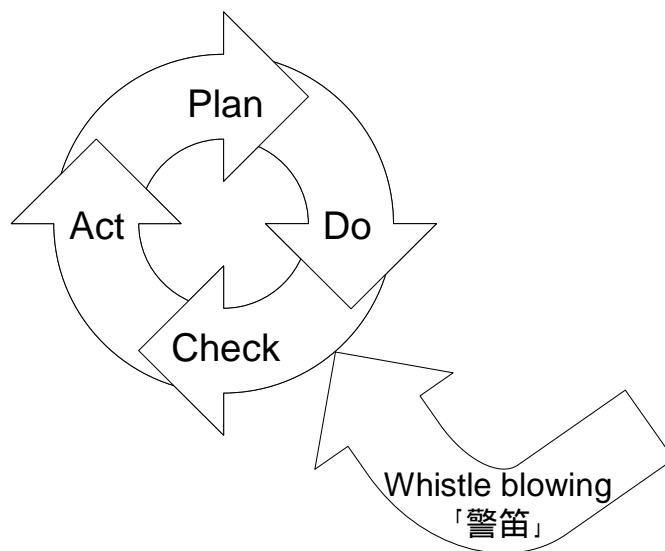 Plan
Do
Check
Act
Whistle blowing
「警笛」